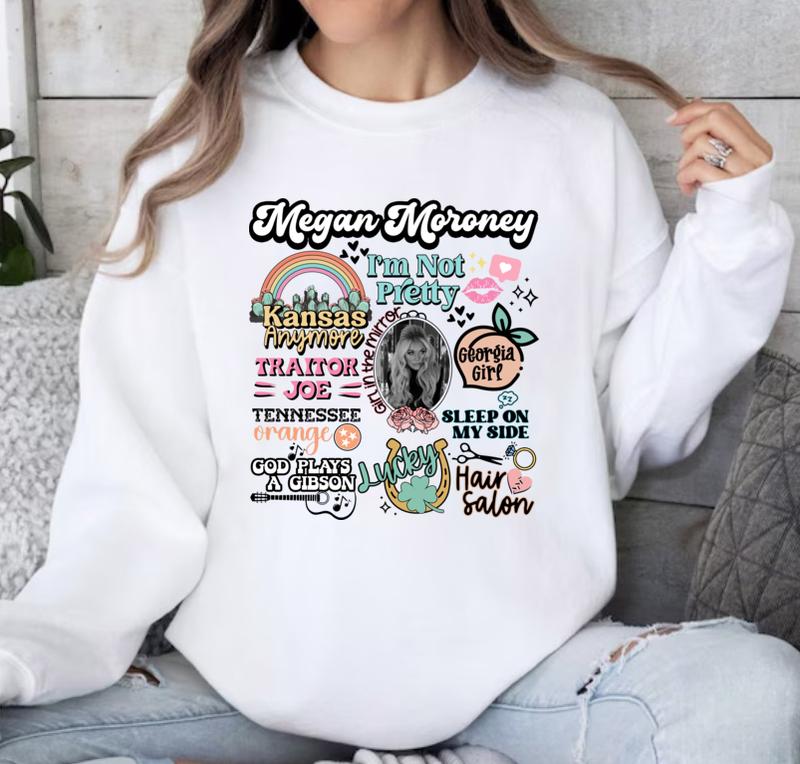 Megan Moroney
I'm Not
Pretty
Kansas
Anymore
Girl in the mirror
Georgia
Girl
TRAITOR
JOE
TENNESSEE
orange
zz
SLEEP ON
MY SIDE
GOD PLAYS
A GIBSON
Lucky
Hair
Salon